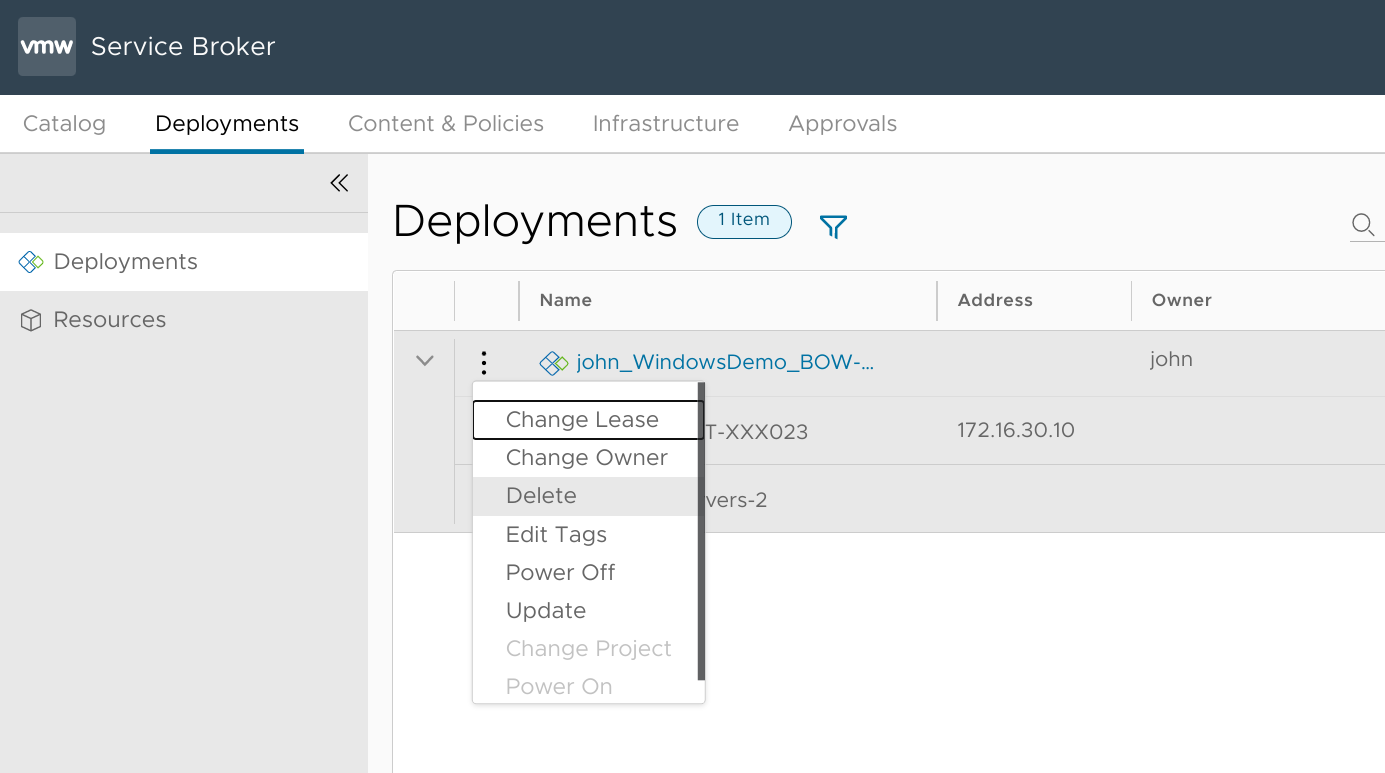 vmw Service Broker
Catalog Deployments Content & Policies Infrastructure Approvals
Deployments
Resources
Deployments 1 Item
Name Address Owner
john_WindowsDemo_BOW-... john
T-XXX023 172.16.30.10
vers-2
Change Lease
Change Owner
Delete
Edit Tags
Power Off
Update
Change Project
Power On